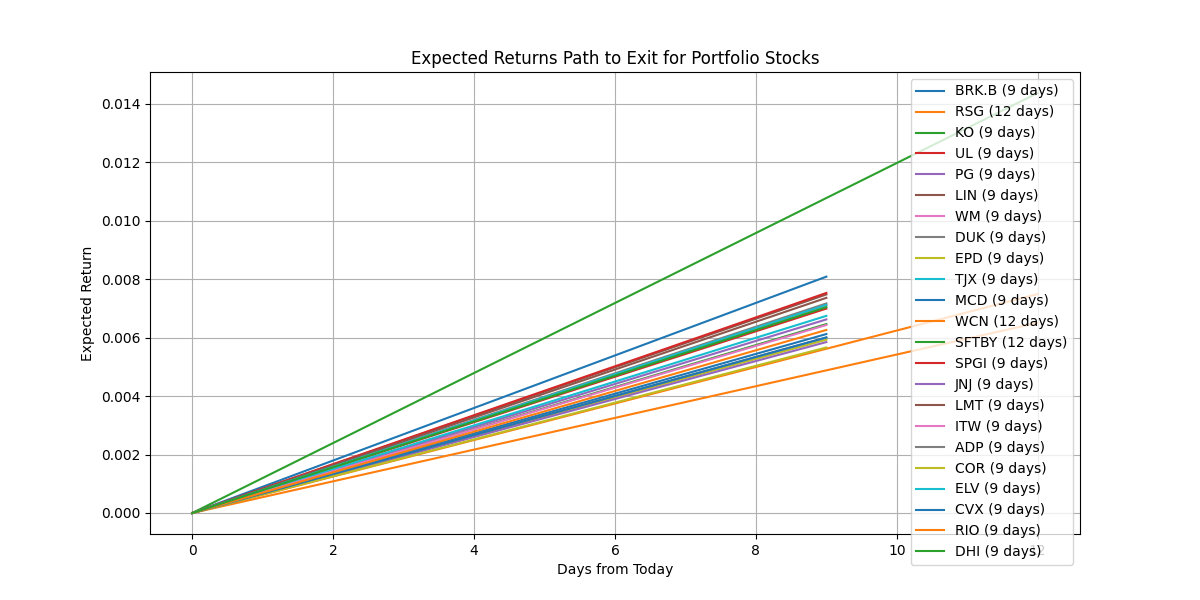 Expected Returns Path to Exit for Portfolio Stocks
Expected Return
0.014
0.012
0.010
0.008
0.006
0.004
0.002
0.000
BRK.B (9 days)
RSG (12 days)
KO (9 days)
UL (9 days)
PG (9 days)
LIN (9 days)
WM (9 days)
DUK (9 days)
EPD (9 days)
TJX (9 days)
MCD (9 days)
WCN (12 days)
SFTBY (12 days)
SPGI (9 days)
JNJ (9 days)
LMT (9 days)
ITW (9 days)
ADP (9 days)
COR (9 days)
ELV (9 days)
CVX (9 days)
RIO (9 days)
DHI (9 days)
0 2 4 6 8 10 12
Days from Today